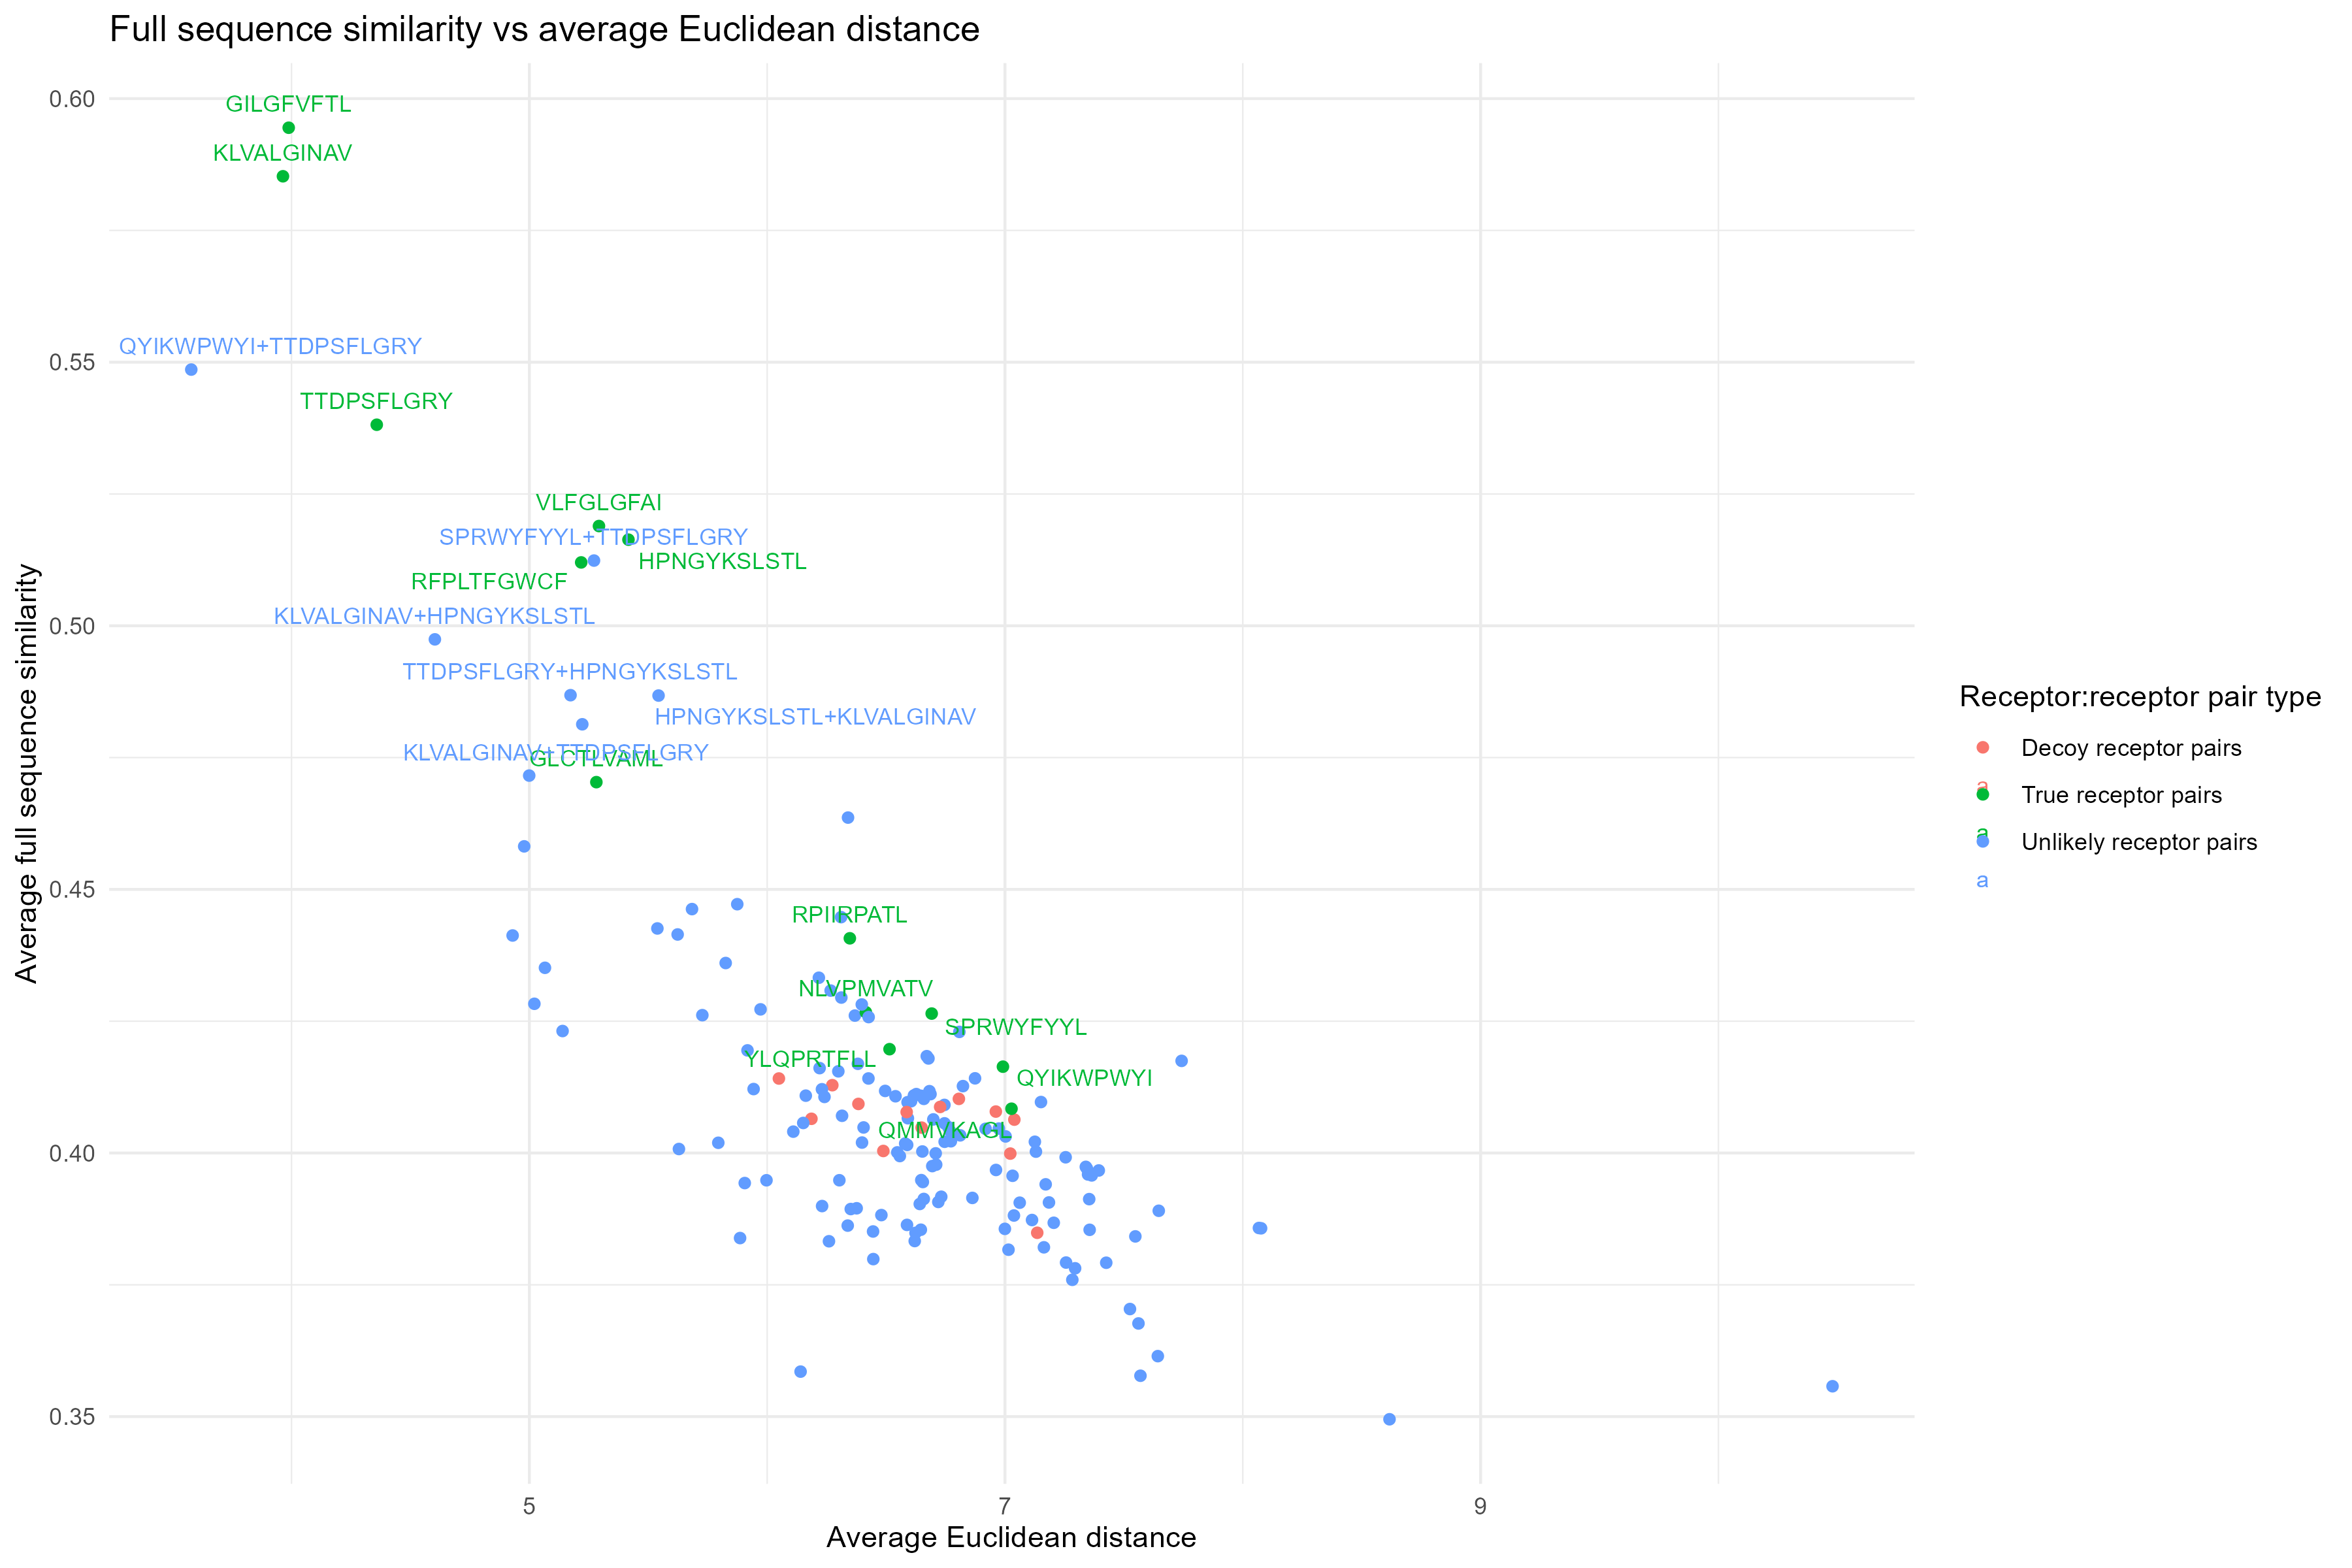 Full sequence similarity vs average Euclidean distance
Average full sequence similarity
0.60
0.55
0.50
0.45
0.40
0.35
GILGFVFTL
KLVALGINAV
QYIKWPWYI+TTDPSFLGRY
TTDPSFLGRY
VLFGLGFAI
SPRWYFYYL+TTDPSFLGRY
HPNGYKSLSTL
RFPLTFGWCF
KLVALGINAV+HPNGYKSLSTL
TTDPSFLGRY+HPNGYKSLSTL
HPNGYKSLSTL+KLVALGINAV
KLVALGINAV+TTDPSFLGRY
GLCTLVAML
RPIIRPATL
NLVPMVATV
SPRWYFYYL
YLQPRTFLL
QYIKWPWYI
QMMVKAGL
5
7
9
Average Euclidean distance
Receptor:receptor pair type
Decoy receptor pairs
a
True receptor pairs
a
Unlikely receptor pairs
a